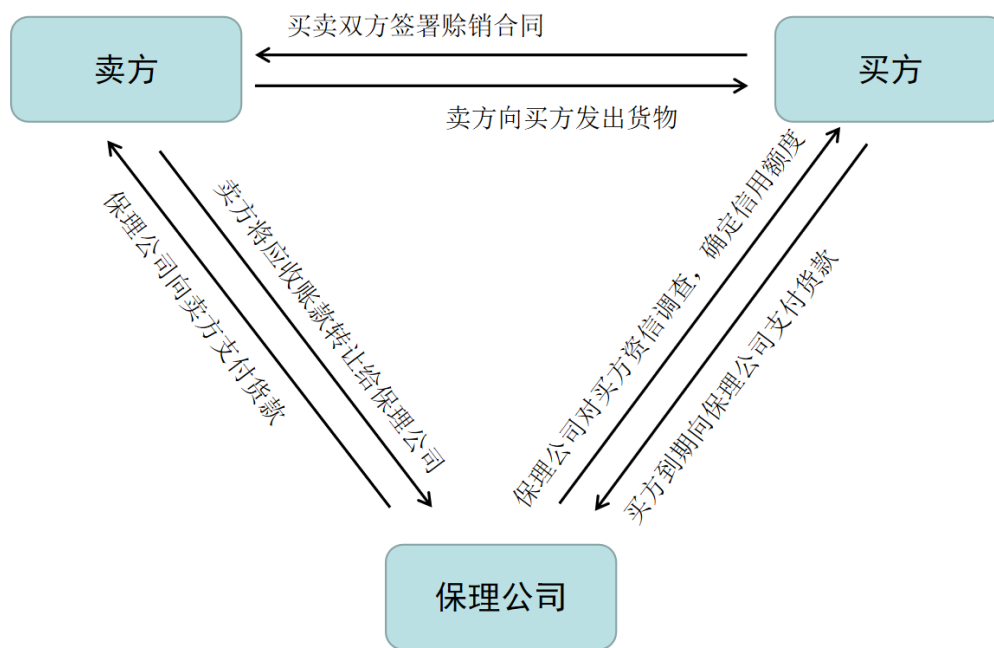 买卖双方签署赊销合同
卖方
买方
卖方向买方发出货物
保理公司向卖方支付货款
卖方将应收账款转让给保理公司
保理公司对买方资信调查，确定信用额度
买方到期向保理公司支付货款
保理公司